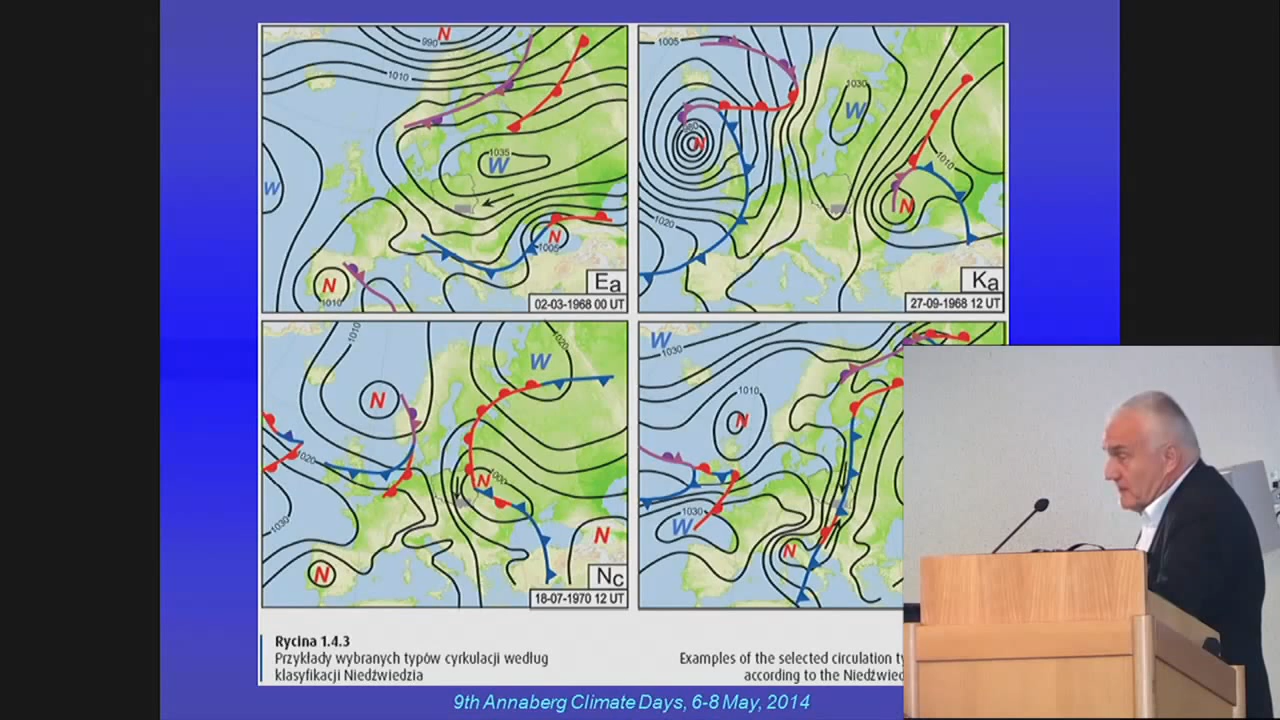 N
990
1010
1035
W
W
N
1005
N
1010
Ea
02-03-1968 00 UT
1005
1030
W
980
N
1010
N
1020
Ka
27-09-1968 12 UT
1010
1020
W
N
1020
N
1000
1030
N
N
Nc
18-07-1970 12 UT
W
1030
1010
N
1030
W
N
Rycina 1.4.3
Przykłady wybranych typów cyrkulacji według
klasyfikacji Niedźwiedzia
Examples of the selected circulation
according to the
9th Annaberg Climate Days, 6-8 May, 2014